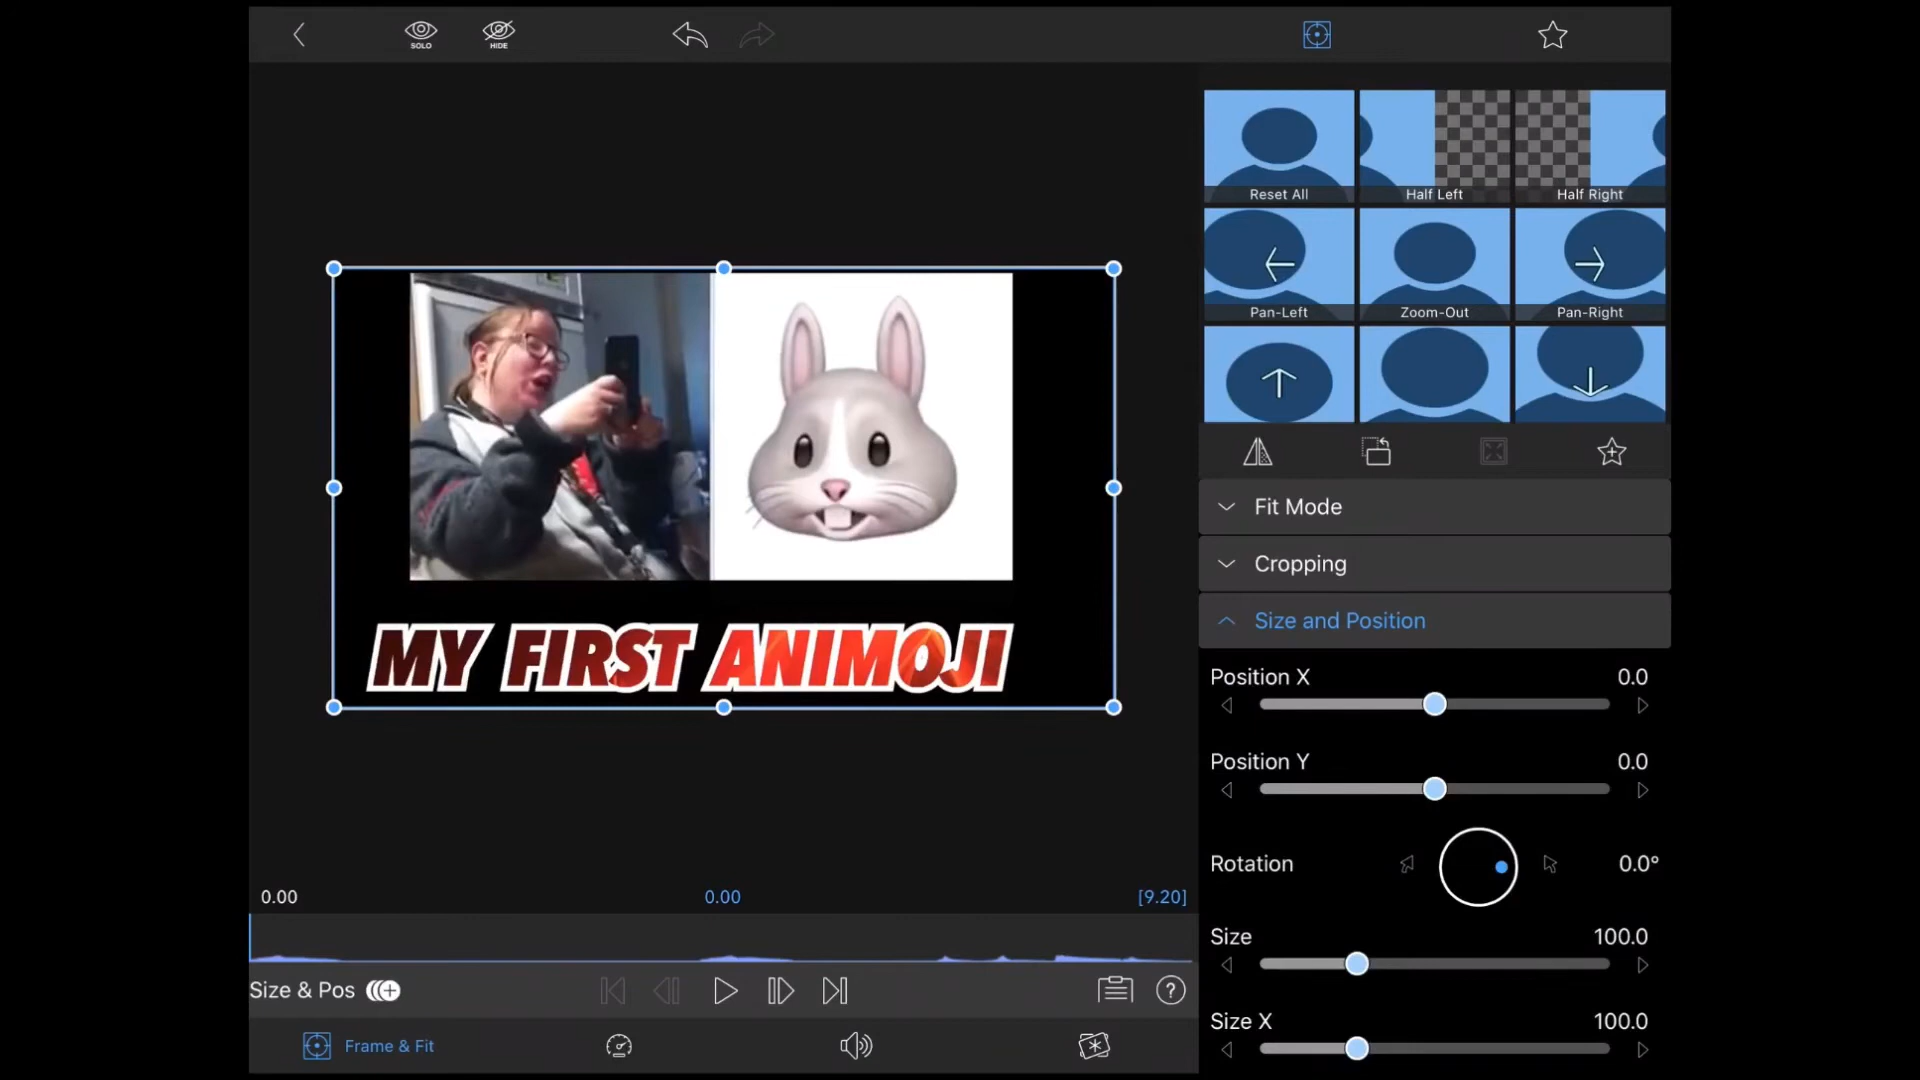 SOLO
HIDE
Reset All
Half Left
Half Right
Pan-Left
Zoom-Out
Pan-Right
Fit Mode
Cropping
Size and Position
Position X 0.0
Position Y 0.0
Rotation 0.0°
Size 100.0
Size X 100.0
MY FIRST ANIMOJI
0.00 0.00 [9.20]
Size & Pos
?
Frame & Fit